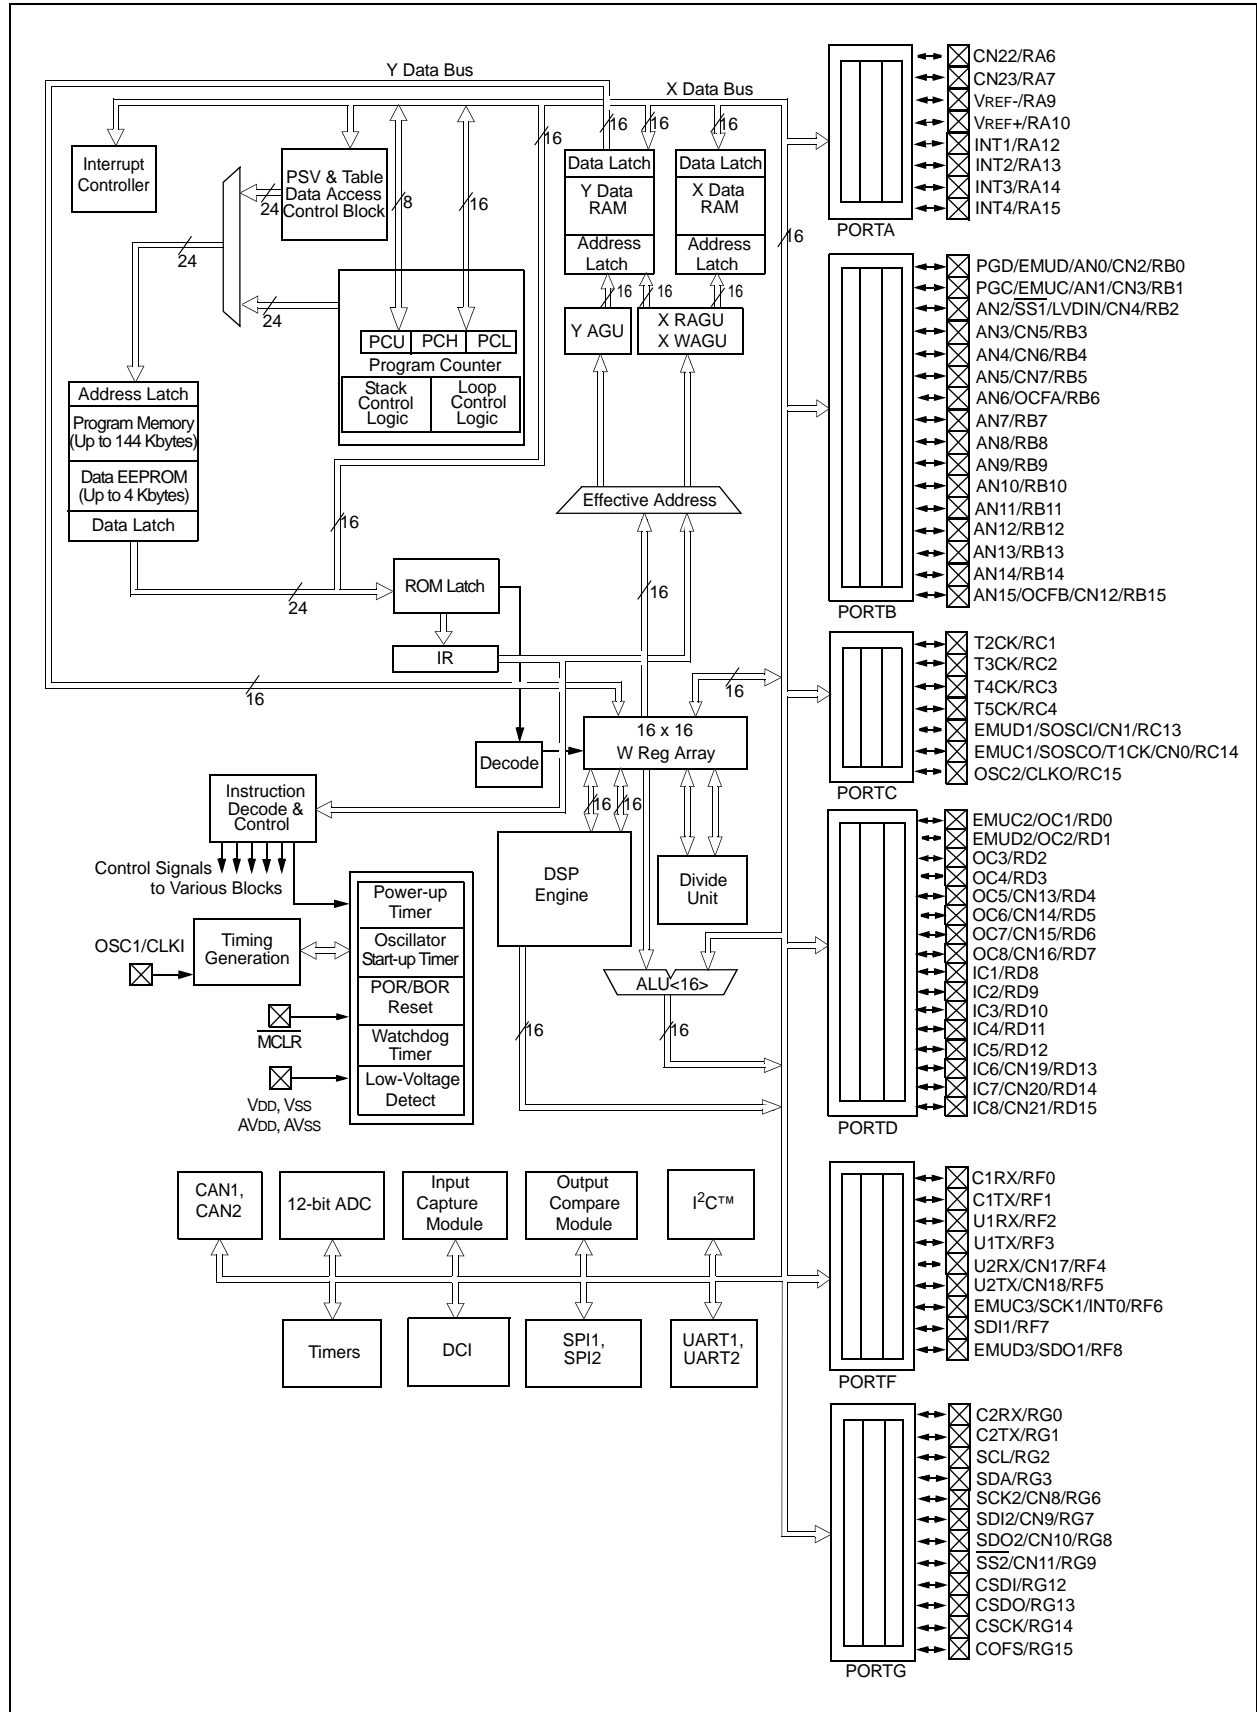 Y Data Bus
X Data Bus
16
16
16
16
16
Interrupt
Controller
PSV & Table
Data Access
Control Block
24
8
16
24
24
Data Latch
Y Data
RAM
Address
Latch
Data Latch
X Data
RAM
Address
Latch
16
16
16
16
Y AGU
X RAGU
X WAGU
PCU
PCH
PCL
Program Counter
Stack
Control
Logic
Loop
Control
Logic
Address Latch
Program Memory
(Up to 144 Kbytes)
Data EEPROM
(Up to 4 Kbytes)
Data Latch
16
24
Effective Address
16
ROM Latch
IR
16
16
16 x 16
W Reg Array
Decode
Instruction
Decode &
Control
Control Signals
to Various Blocks
16
16
DSP
Engine
Divide
Unit
Power-up
Timer
Oscillator
Start-up Timer
POR/BOR
Reset
Watchdog
Timer
Low-Voltage
Detect
OSC1/CLKI
Timing
Generation
MCLR
VDD, VSS
AVDD, AVSS
ALU<16>
16
16
CAN1,
CAN2
12-bit ADC
Input
Capture
Module
Output
Compare
Module
I2C™
Timers
DCI
SPI1,
SPI2
UART1,
UART2
CN22/RA6
CN23/RA7
VREF-/RA9
VREF+/RA10
INT1/RA12
INT2/RA13
INT3/RA14
INT4/RA15
PORTA
PGD/EMUD/AN0/CN2/RB0
PGC/EMUC/AN1/CN3/RB1
AN2/SS1/LVDIN/CN4/RB2
AN3/CN5/RB3
AN4/CN6/RB4
AN5/CN7/RB5
AN6/OCFA/RB6
AN7/RB7
AN8/RB8
AN9/RB9
AN10/RB10
AN11/RB11
AN12/RB12
AN13/RB13
AN14/RB14
AN15/OCFB/CN12/RB15
PORTB
T2CK/RC1
T3CK/RC2
T4CK/RC3
T5CK/RC4
EMUD1/SOSCI/CN1/RC13
EMUC1/SOSCO/T1CK/CN0/RC14
OSC2/CLKO/RC15
PORTC
EMUC2/OC1/RD0
EMUD2/OC2/RD1
OC3/RD2
OC4/RD3
OC5/CN13/RD4
OC6/CN14/RD5
OC7/CN15/RD6
OC8/CN16/RD7
IC1/RD8
IC2/RD9
IC3/RD10
IC4/RD11
IC5/RD12
IC6/CN19/RD13
IC7/CN20/RD14
IC8/CN21/RD15
PORTD
C1RX/RF0
C1TX/RF1
U1RX/RF2
U1TX/RF3
U2RX/CN17/RF4
U2TX/CN18/RF5
EMUC3/SCK1/INT0/RF6
SDI1/RF7
EMUD3/SDO1/RF8
PORTF
C2RX/RG0
C2TX/RG1
SCL/RG2
SDA/RG3
SCK2/CN8/RG6
SDI2/CN9/RG7
SDO2/CN10/RG8
SS2/CN11/RG9
CSDI/RG12
CSDO/RG13
CSCK/RG14
COFS/RG15
PORTG